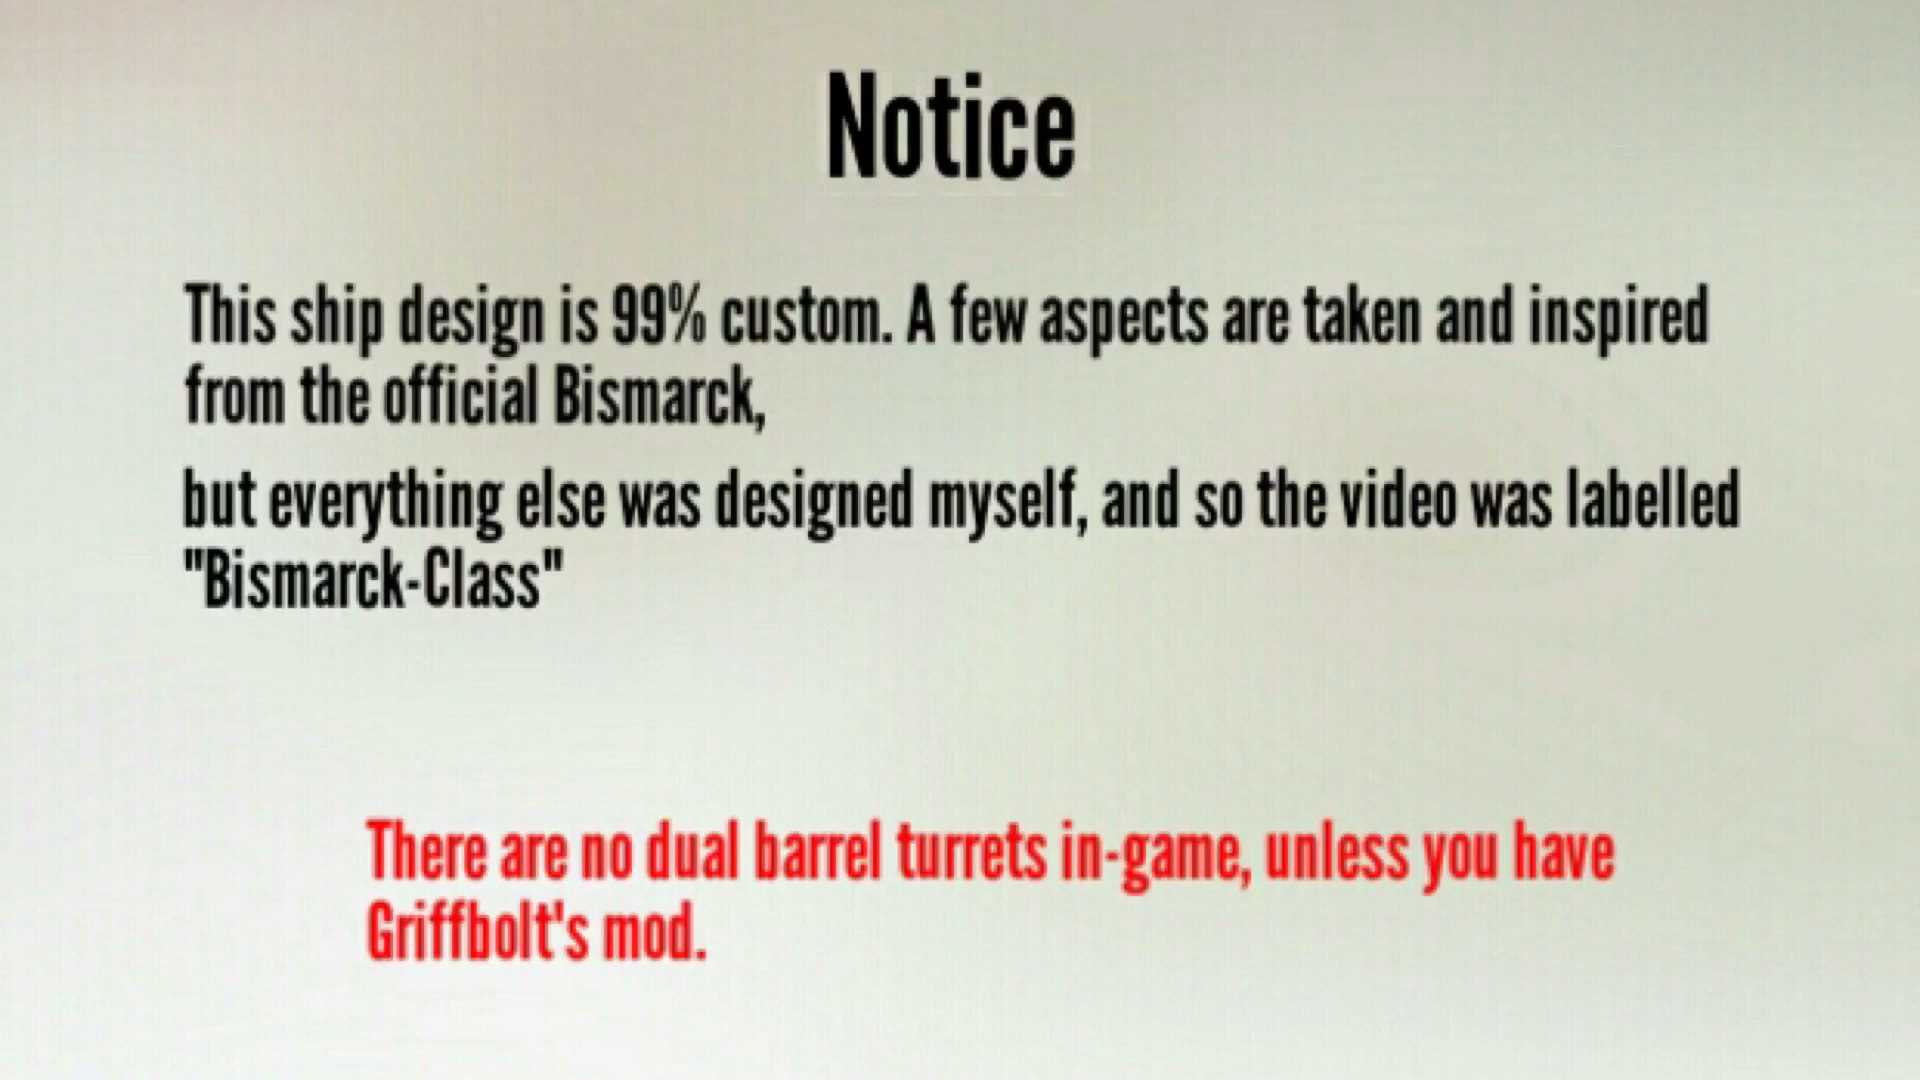 Notice
This ship design is 99% custom. A few aspects are taken and inspired
from the official Bismarck,
but everything else was designed myself, and so the video was labelled
"Bismarck-Class"
There are no dual barrel turrets in-game, unless you have
Griffbolt's mod.